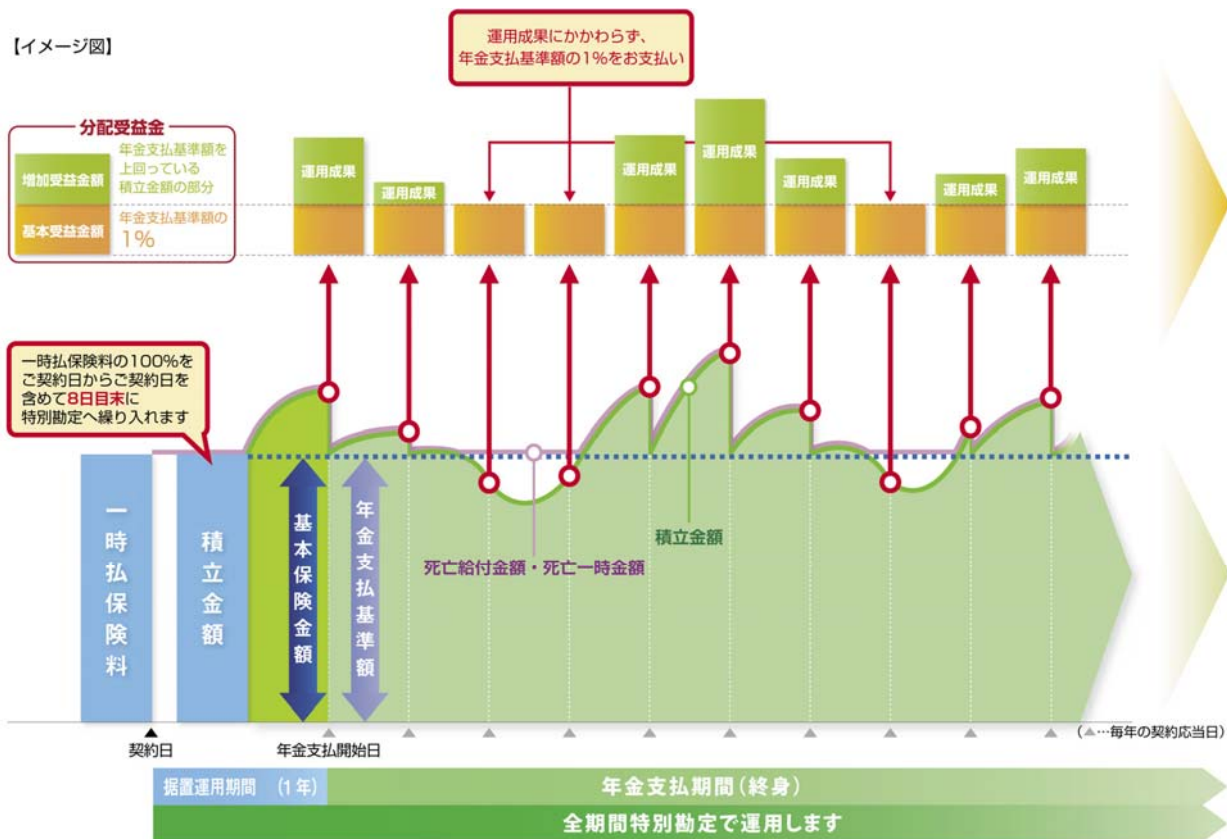 【イメージ図】
運用成果にかかわらず、
年金支払基準額の1%をお支払い
分配受益金
増加受益金額
年金支払基準額を
上回っている
積立金額の部分
基本受益金額
年金支払基準額の
1%
運用成果
運用成果
運用成果
運用成果
運用成果
運用成果
運用成果
一時払保険料の100%を
ご契約日からご契約日を
含めて8日目末に
特別勘定へ繰り入れます
一時払保険料
積立金額
基本保険金額
年金支払基準額
死亡給付金額・死亡一時金額
積立金額
契約日
年金支払開始日
(▲…毎年の契約応当日)
据置運用期間 (1年)
年金支払期間(終身)
全期間特別勘定で運用します